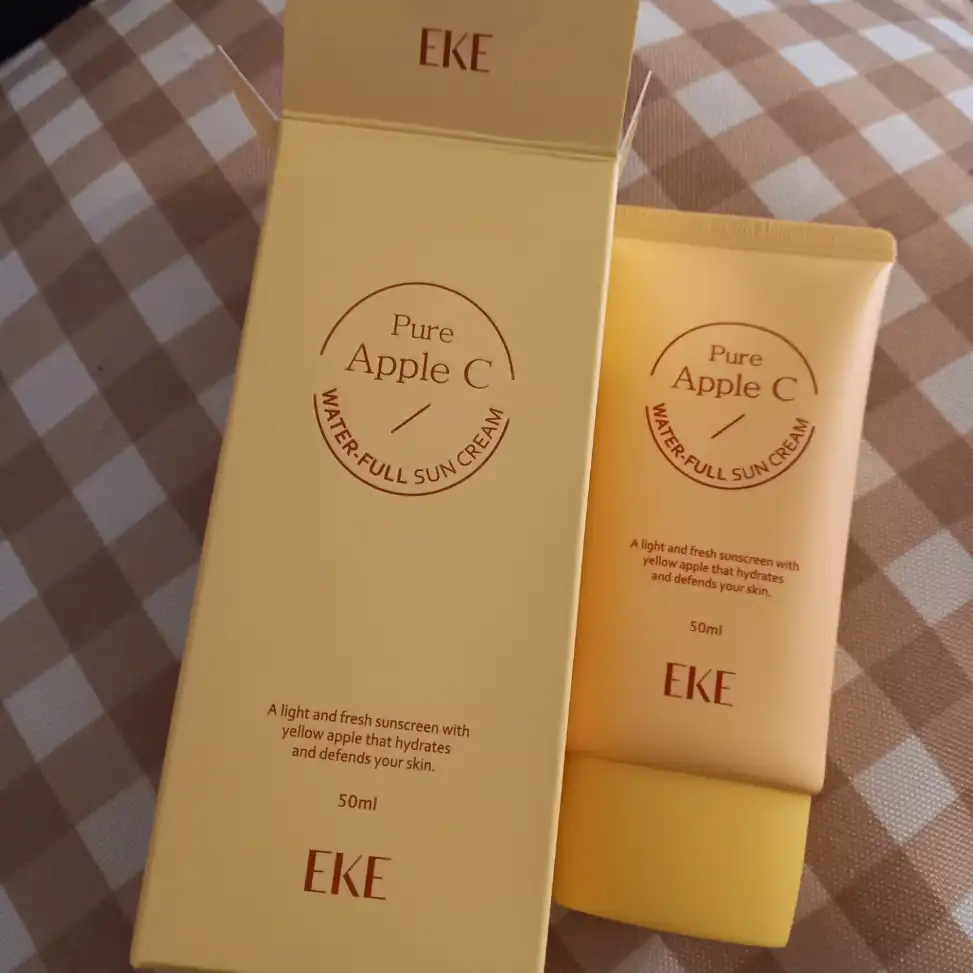 EKE
Pure
Apple C
WATER-FULL SUN CREAM
A light and fresh sunscreen with
yellow apple that hydrates
and defends your skin.
50ml
EKE
Pure
Apple C
WATER-FULL SUN CREAM
A light and fresh sunscreen with
yellow apple that hydrates
and defends your skin.
50ml
EKE